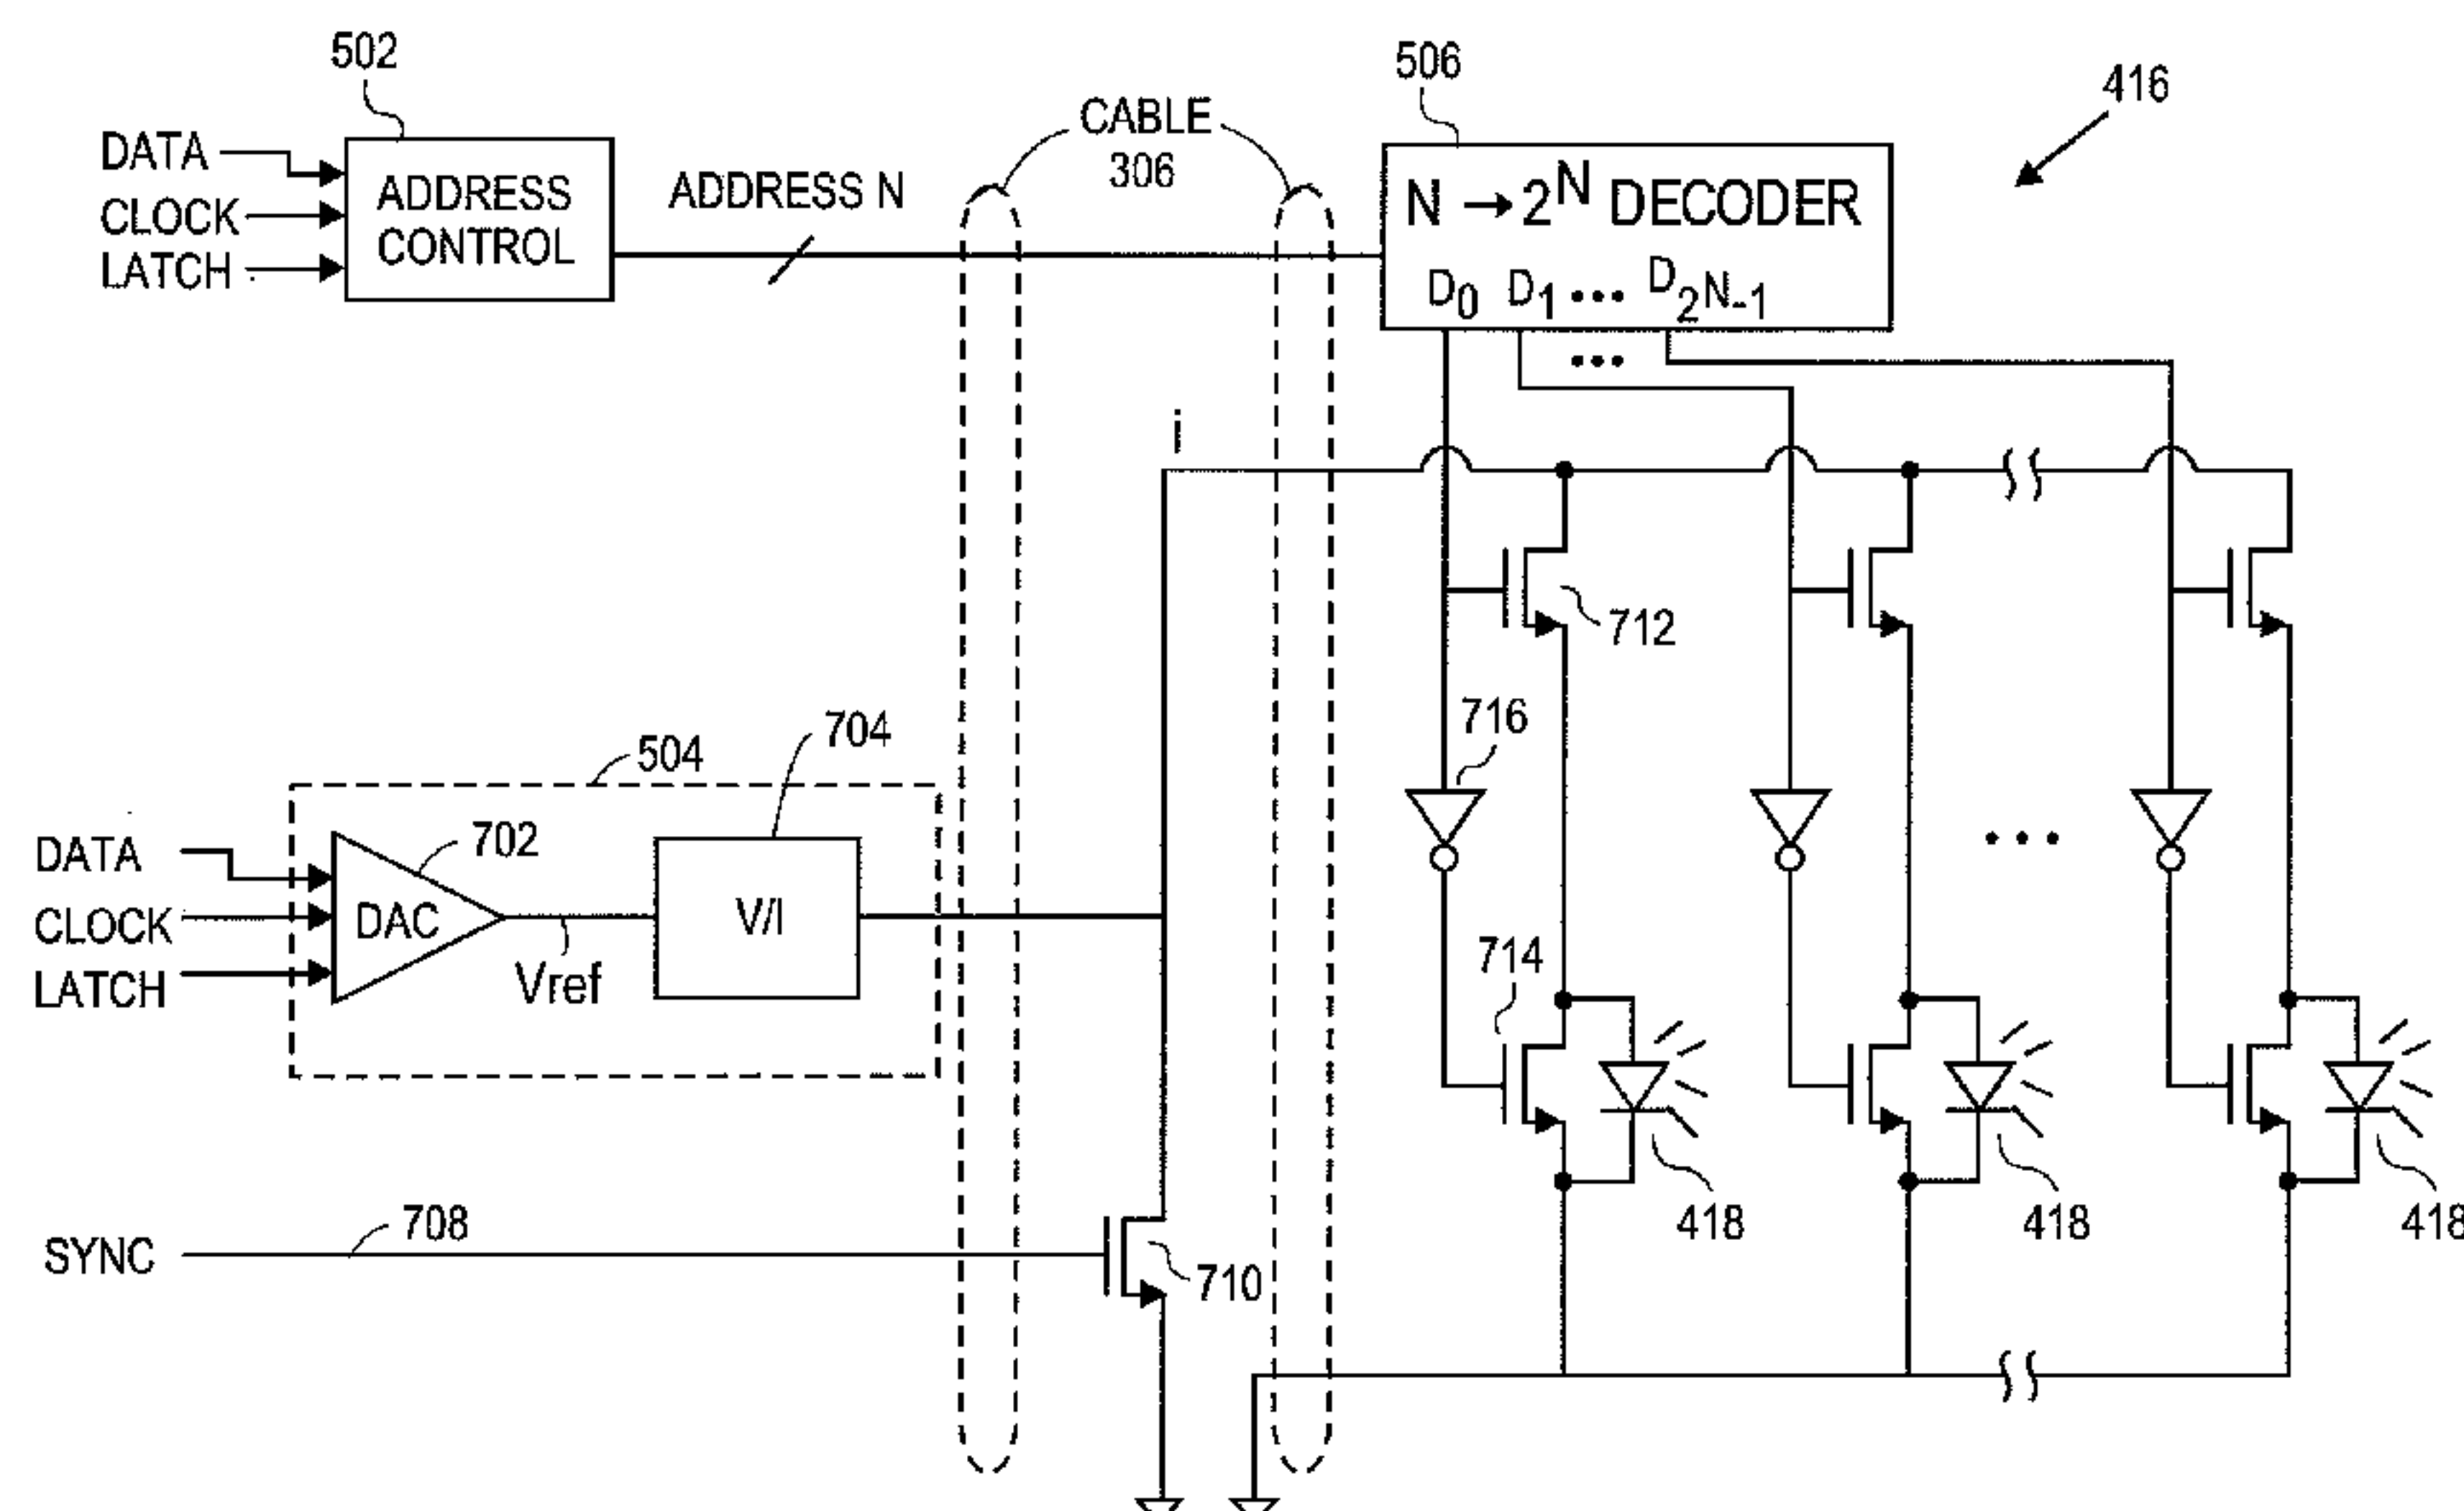 502
506
416
CABLE
306
DATA
CLOCK
LATCH
ADDRESS
CONTROL
ADDRESS N
N → 2^N DECODER
D0 D1 ••• D2N-1
•••
i
712
716
504
704
702
DATA
CLOCK
LATCH
DAC
V/I
Vref
•••
714
708
SYNC
710
418
418
418